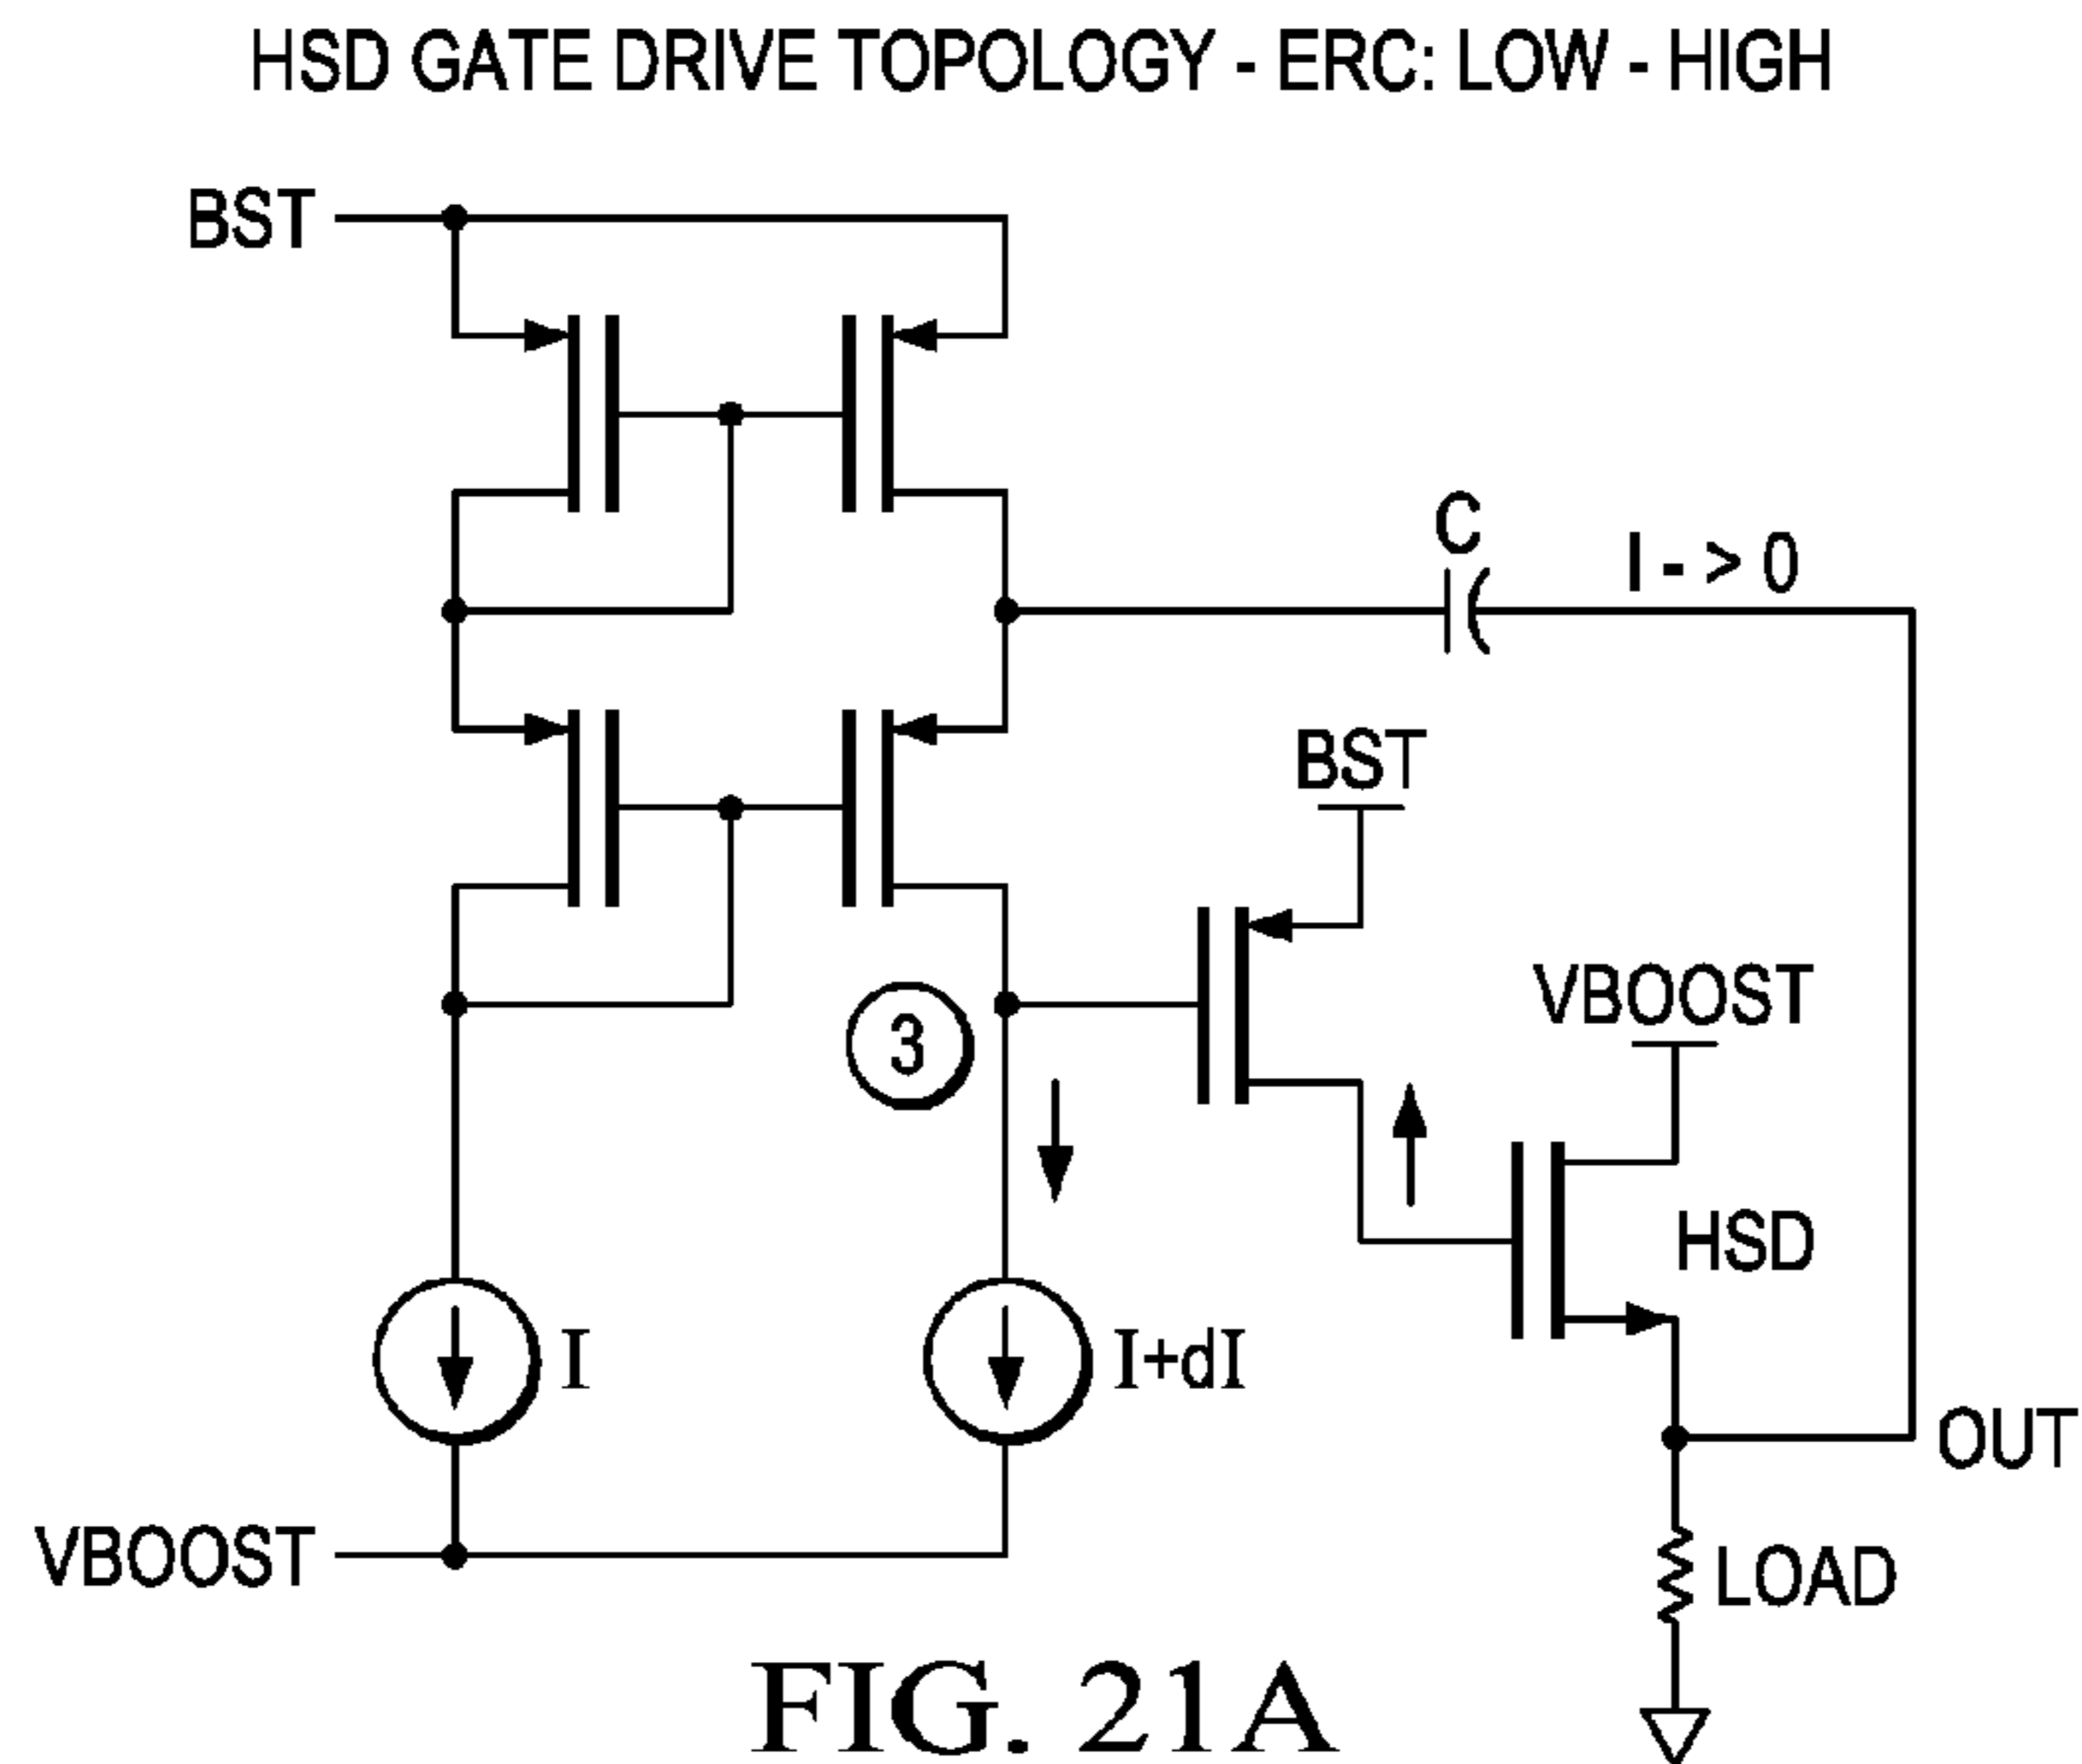 HSD GATE DRIVE TOPOLOGY - ERC: LOW - HIGH
BST
C
I - > 0
BST
VBOOST
3
HSD
I
I+dI
OUT
VBOOST
LOAD
FIG. 21A